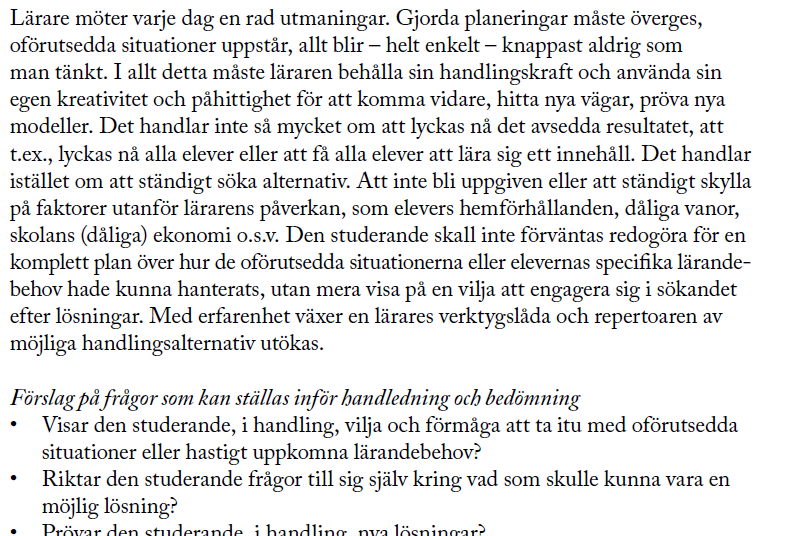 Lärare möter varje dag en rad utmaningar. Gjorda planeringar måste överges,
oförutsedda situationer uppstår, allt blir – helt enkelt – knappast aldrig som
man tänkt. I allt detta måste läraren behålla sin handlingskraft och använda sin
egen kreativitet och påhittighet för att komma vidare, hitta nya vägar, pröva nya
modeller. Det handlar inte så mycket om att lyckas nå det avsedda resultatet, att
t.ex., lyckas nå alla elever eller att få alla elever att lära sig ett innehåll. Det handlar
istället om att ständigt söka alternativ. Att inte bli uppgiven eller att ständigt skylla
på faktorer utanför lärarens påverkan, som elevers hemförhållanden, dåliga vanor,
skolans (dåliga) ekonomi o.s.v. Den studerande skall inte förväntas redogöra för en
komplett plan över hur de oförutsedda situationerna eller elevernas specifika lärande-
behov hade kunna hanterats, utan mera visa på en vilja att engagera sig i sökandet
efter lösningar. Med erfarenhet växer en lärares verktygslåda och repertoaren av
möjliga handlingsalternativ utökas.
Förslag på frågor som kan ställas inför handledning och bedömning
• Visar den studerande, i handling, vilja och förmåga att ta itu med oförutsedda
situationer eller hastigt uppkomna lärandebehov?
• Riktar den studerande frågor till sig själv kring vad som skulle kunna vara en
möjlig lösning?
• Prövar den studerande, i handling, nya lösningar?